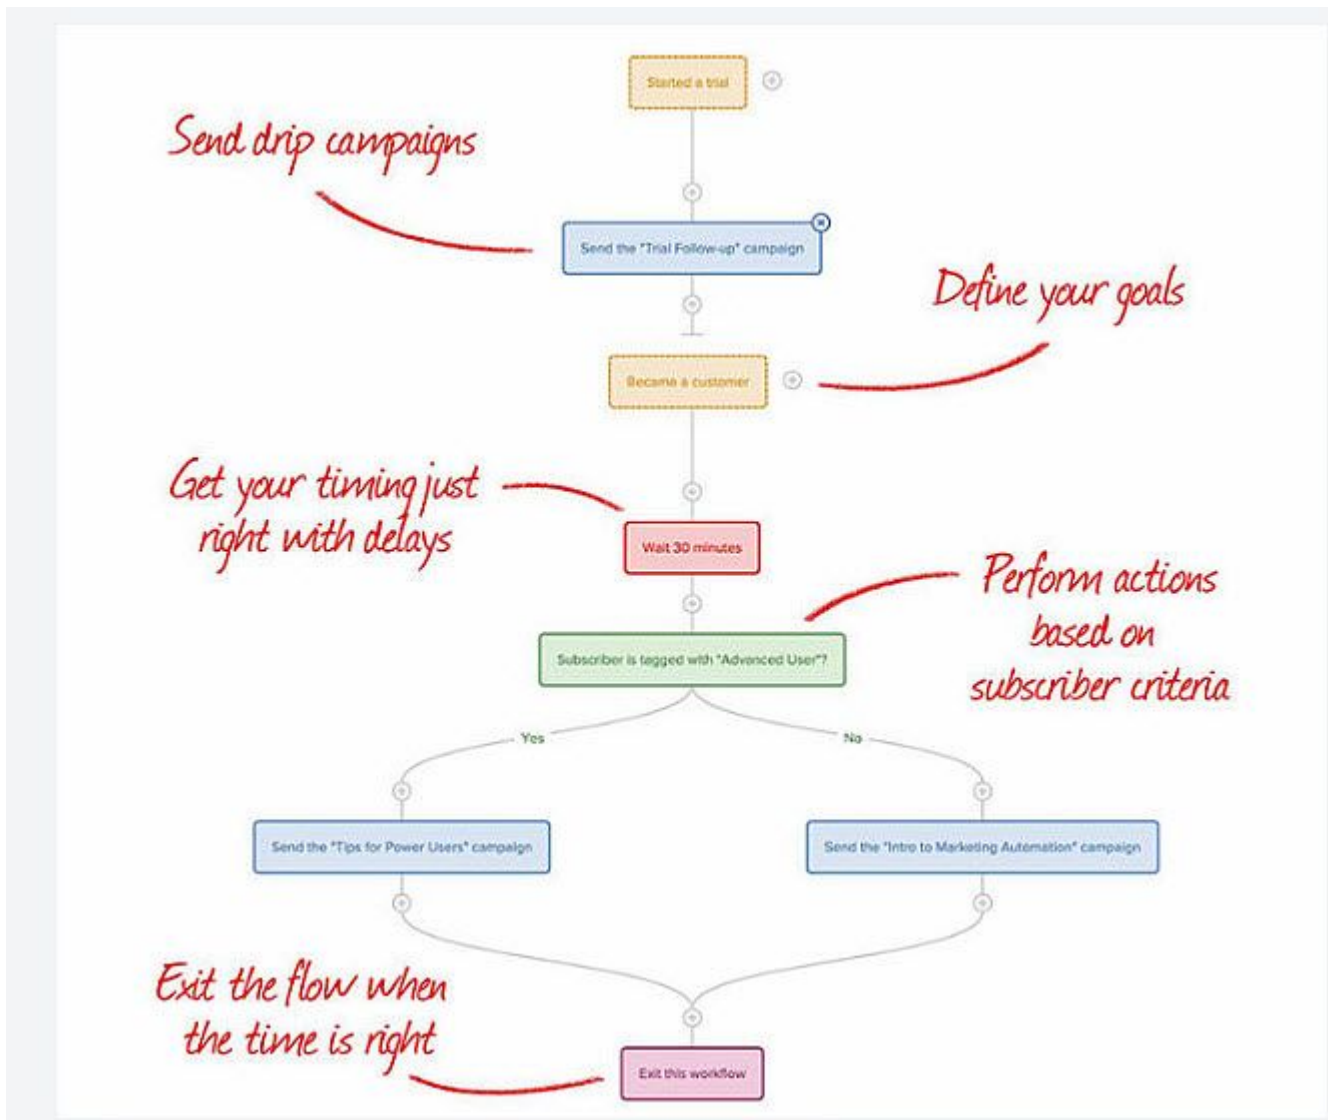 Started a trial
Send drip campaigns
Send the "Trial Follow-up" campaign
Define your goals
Became a customer
Get your timing just
right with delays
Wait 30 minutes
Perform actions
based on
subscriber criteria
Subscriber is tagged with "Advanced User"?
Yes
No
Send the "Tips for Power Users" campaign
Send the "Intro to Marketing Automation" campaign
Exit the flow when
the time is right
Exit this workflow